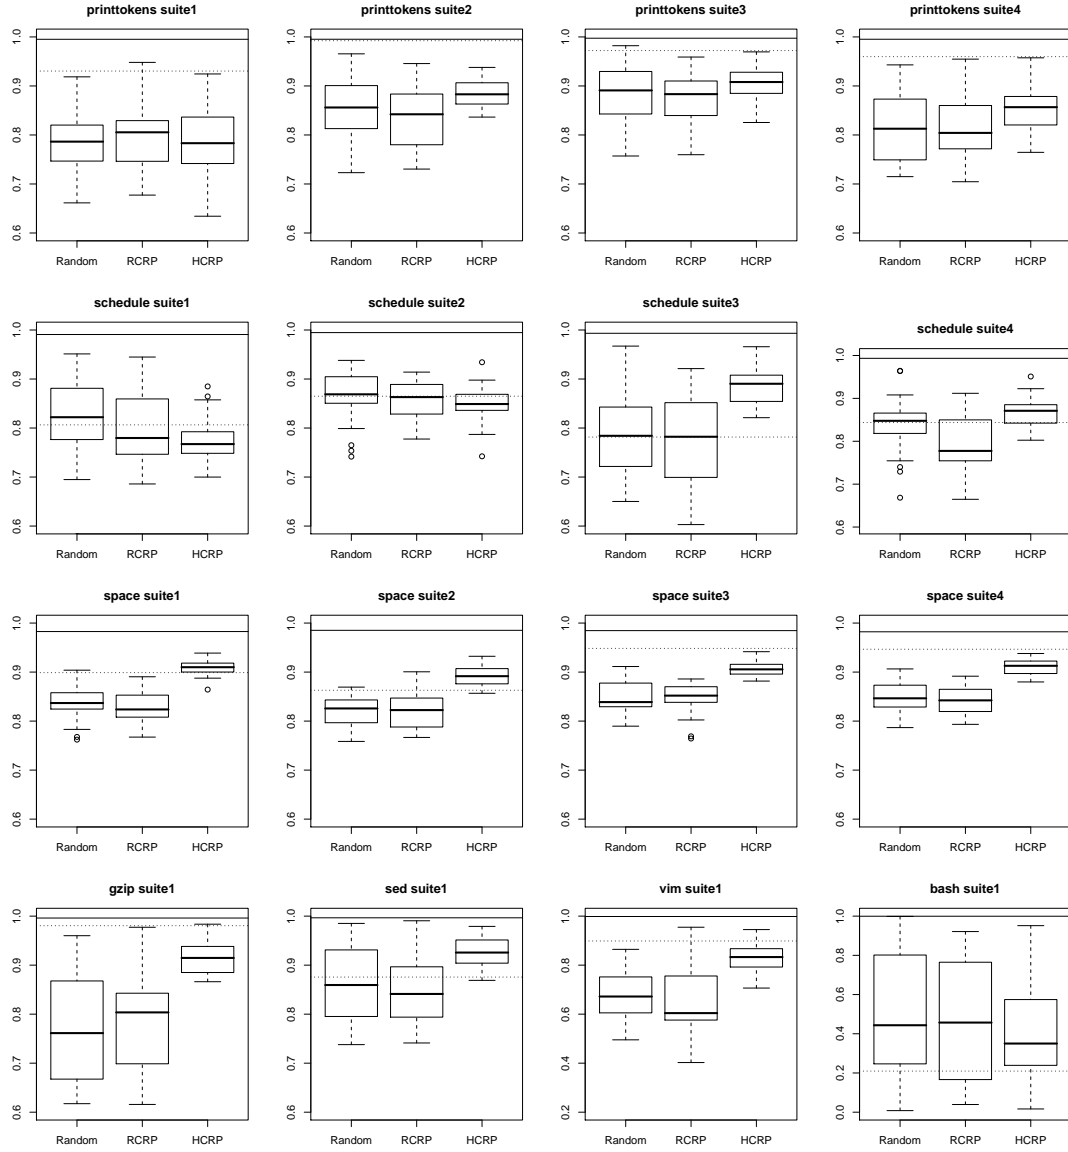 printtokens suite1
1.0
0.9
0.8
0.7
0.6
Random RCRP HCRP
printtokens suite2
1.0
0.9
0.8
0.7
0.6
Random RCRP HCRP
printtokens suite3
1.0
0.9
0.8
0.7
0.6
Random RCRP HCRP
printtokens suite4
1.0
0.9
0.8
0.7
0.6
Random RCRP HCRP
schedule suite1
1.0
0.9
0.8
0.7
0.6
Random RCRP HCRP
schedule suite2
1.0
0.9
0.8
0.7
0.6
Random RCRP HCRP
schedule suite3
1.0
0.9
0.8
0.7
0.6
Random RCRP HCRP
schedule suite4
1.0
0.9
0.8
0.7
0.6
Random RCRP HCRP
space suite1
1.0
0.9
0.8
0.7
0.6
Random RCRP HCRP
space suite2
1.0
0.9
0.8
0.7
0.6
Random RCRP HCRP
space suite3
1.0
0.9
0.8
0.7
0.6
Random RCRP HCRP
space suite4
1.0
0.9
0.8
0.7
0.6
Random RCRP HCRP
gzip suite1
1.0
0.9
0.8
0.7
0.6
Random RCRP HCRP
sed suite1
1.0
0.9
0.8
0.7
0.6
Random RCRP HCRP
vim suite1
1.0
0.8
0.6
0.4
0.2
Random RCRP HCRP
bash suite1
1.0
0.8
0.6
0.4
0.2
0.0
Random RCRP HCRP